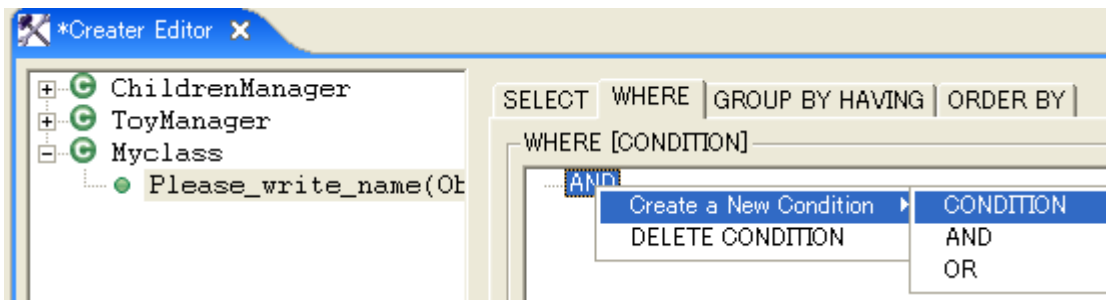 *Creater Editor
ChildrenManager
ToyManager
Myclass
Please_write_name(Ob
SELECT WHERE GROUP BY HAVING ORDER BY
WHERE [CONDITION]
AND
Create a New Condition
DELETE CONDITION
CONDITION
AND
OR